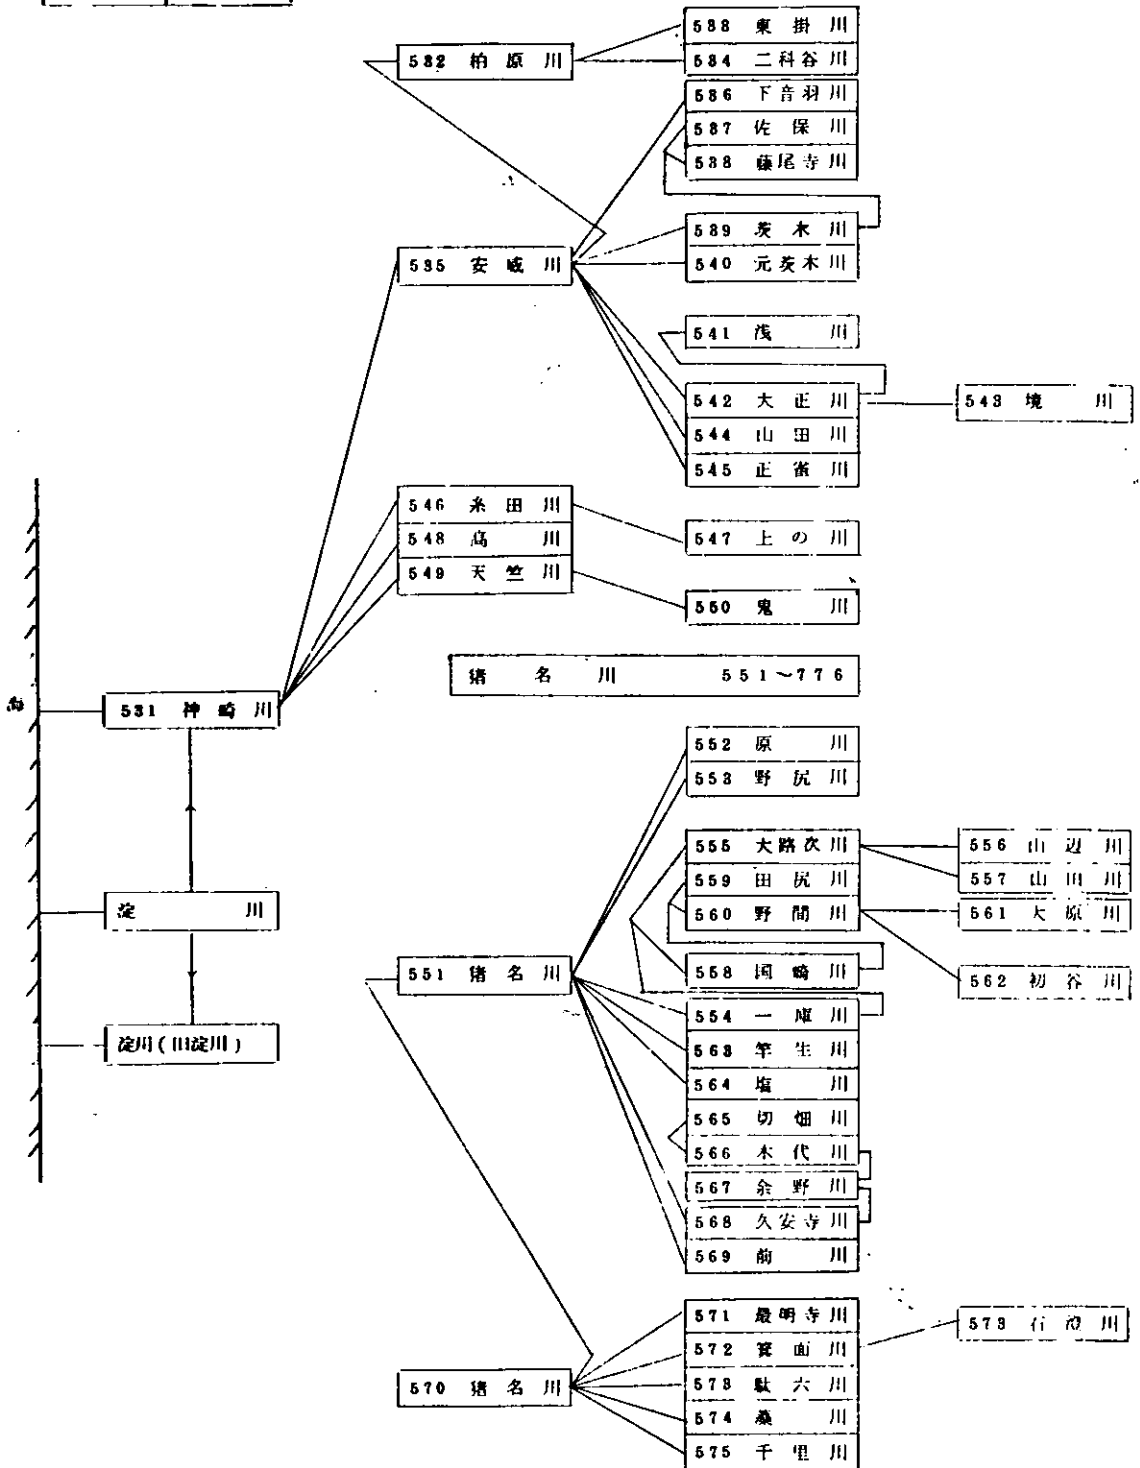 588 東掛川
532 柏原川
534 二科谷川
586 下音羽川
587 佐保川
538 藤尾寺川
589 茨木川
535 安威川
540 元茨木川
541 浅川
542 大正川
543 境川
544 山田川
545 正雀川
546 糸田川
548 高川
547 上の川
549 天竺川
550 鬼川
猪名川 551~776
海
531 神崎川
552 原川
553 野尻川
555 大路次川
556 山辺川
559 田尻川
557 山田川
淀川
560 野間川
561 大原川
551 猪名川
558 国崎川
562 初谷川
554 一庫川
淀川(旧淀川)
563 竿生川
564 塩川
565 切畑川
566 木代川
567 余野川
568 久安寺川
569 前川
571 最明寺川
573 石澄川
572 箕面川
570 猪名川
573 駄六川
574 川
575 千里川